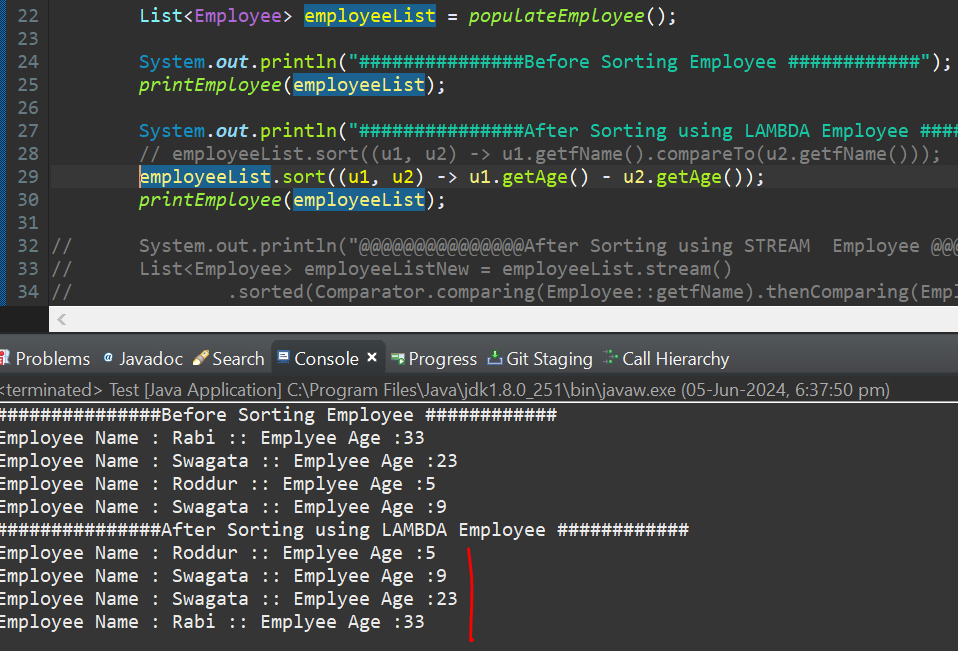 22 List<Employee> employeeList = populateEmployee();
23
24 System.out.println("###############Before Sorting Employee ############");
25 printEmployee(employeeList);
26
27 System.out.println("###############After Sorting using LAMBDA Employee ####
28 // employeeList.sort((u1, u2) -> u1.getfName().compareTo(u2.getfName()));
29 employeeList.sort((u1, u2) -> u1.getAge() - u2.getAge());
30 printEmployee(employeeList);
31
32 // System.out.println("@@@@@@@@@@@@@@@After Sorting using STREAM  Employee @@@
33 // List<Employee> employeeListNew = employeeList.stream()
34 // .sorted(Comparator.comparing(Employee::getfName).thenComparing(Empl
Problems @ Javadoc Search Console × Progress Git Staging Call Hierarchy
<terminated> Test [Java Application] C:\Program Files\Java\jdk1.8.0_251\bin\javaw.exe (05-Jun-2024, 6:37:50 pm)
###############Before Sorting Employee ############
Employee Name : Rabi :: Emplyee Age :33
Employee Name : Swagata :: Emplyee Age :23
Employee Name : Roddur :: Emplyee Age :5
Employee Name : Swagata :: Emplyee Age :9
###############After Sorting using LAMBDA Employee ############
Employee Name : Roddur :: Emplyee Age :5
Employee Name : Swagata :: Emplyee Age :9
Employee Name : Swagata :: Emplyee Age :23
Employee Name : Rabi :: Emplyee Age :33